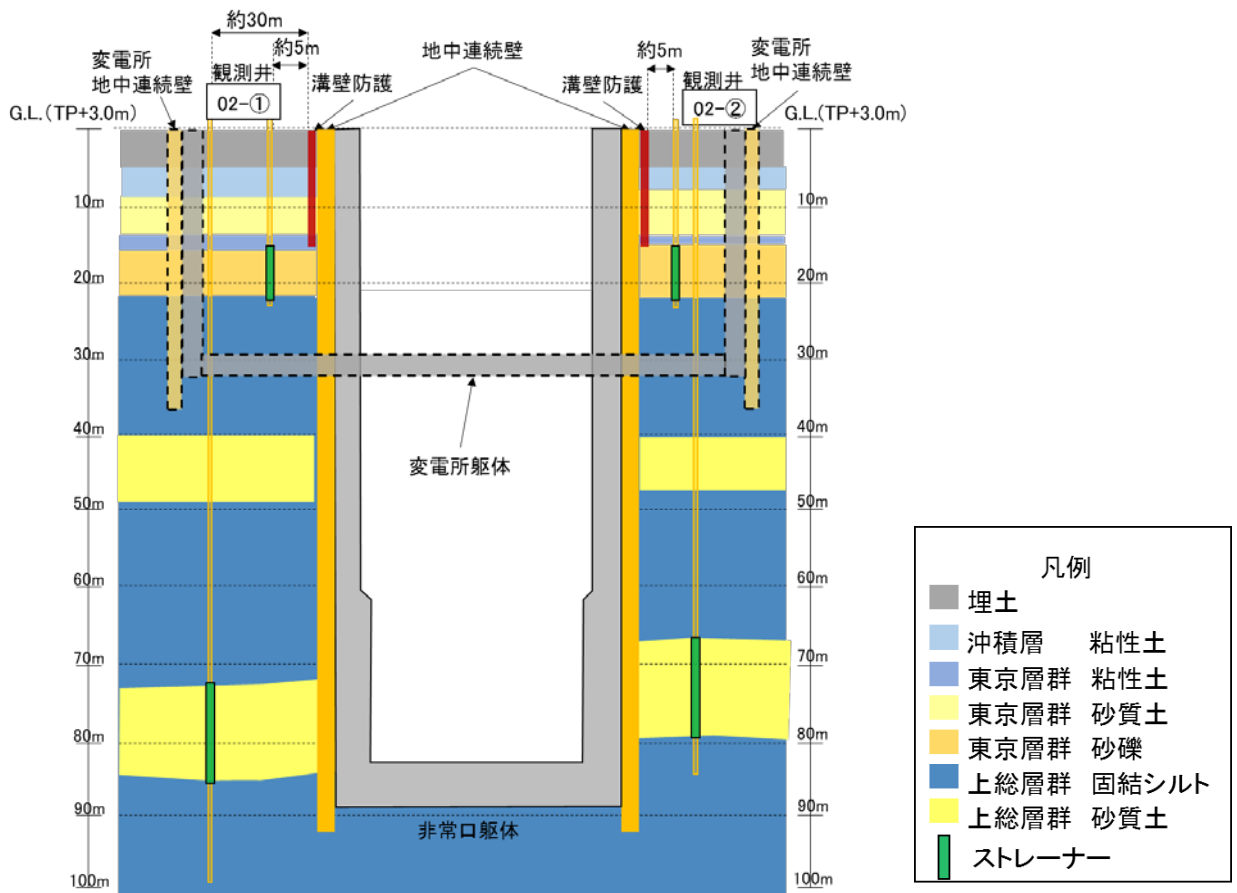 約30m
約5m
地中連続壁
約5m
変電所
地中連続壁
観測井
02-①
溝壁防護
溝壁防護
観測井
02-②
変電所
地中連続壁
G.L.(TP+3.0m)
G.L.(TP+3.0m)
10m
10m
20m
20m
30m
30m
変電所躯体
40m
40m
50m
50m
60m
60m
70m
70m
80m
80m
90m
90m
非常口躯体
100m
100m
凡例
埋土
沖積層 粘性土
東京層群 粘性土
東京層群 砂質土
東京層群 砂礫
上総層群 固結シルト
上総層群 砂質土
ストレーナー